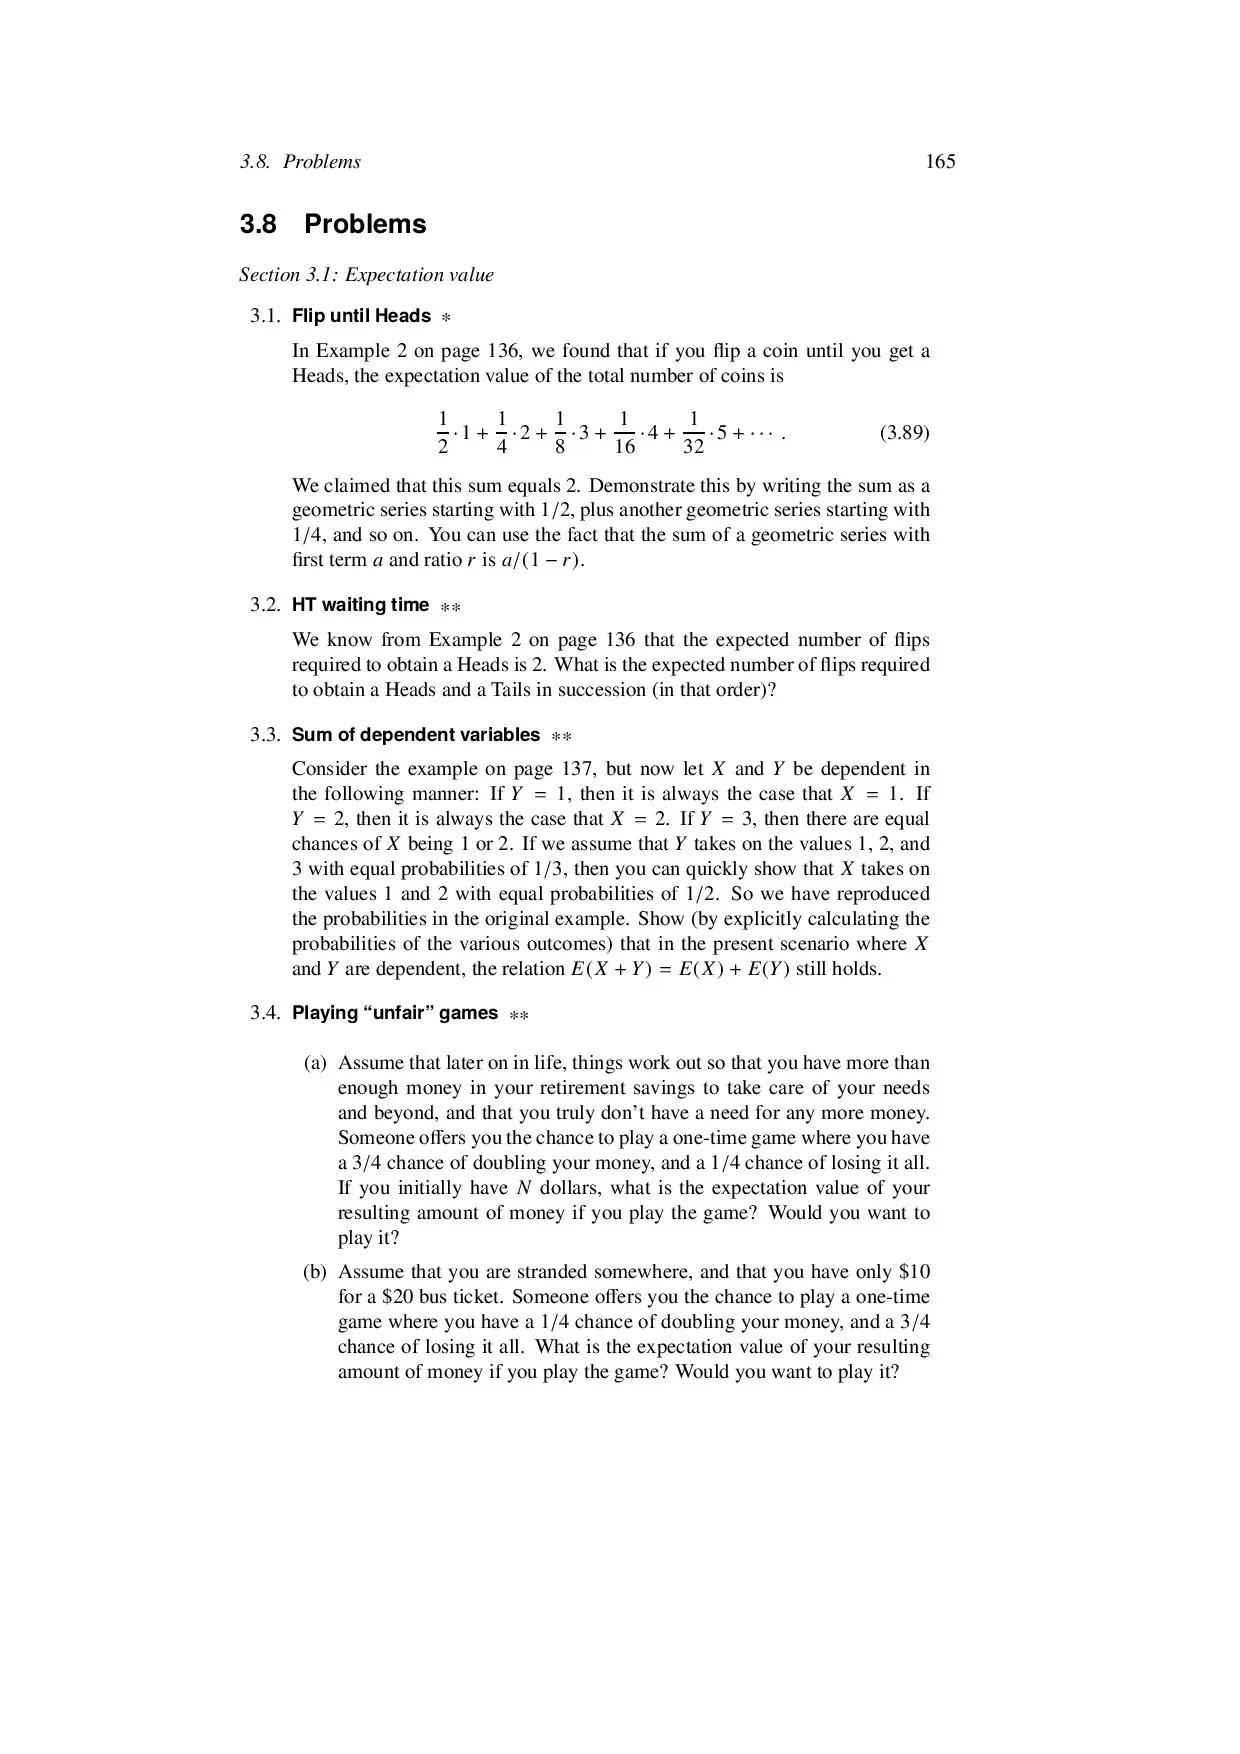 3.8. Problems 165
3.8 Problems
Section 3.1: Expectation value
3.1. Flip until Heads ∗
In Example 2 on page 136, we found that if you flip a coin until you get a
Heads, the expectation value of the total number of coins is
1/2 · 1 + 1/4 · 2 + 1/8 · 3 + 1/16 · 4 + 1/32 · 5 + · · · . (3.89)
We claimed that this sum equals 2. Demonstrate this by writing the sum as a
geometric series starting with 1/2, plus another geometric series starting with
1/4, and so on. You can use the fact that the sum of a geometric series with
first term a and ratio r is a/(1 − r).
3.2. HT waiting time ∗∗
We know from Example 2 on page 136 that the expected number of flips
required to obtain a Heads is 2. What is the expected number of flips required
to obtain a Heads and a Tails in succession (in that order)?
3.3. Sum of dependent variables ∗∗
Consider the example on page 137, but now let X and Y be dependent in
the following manner: If Y = 1, then it is always the case that X = 1. If
Y = 2, then it is always the case that X = 2. If Y = 3, then there are equal
chances of X being 1 or 2. If we assume that Y takes on the values 1, 2, and
3 with equal probabilities of 1/3, then you can quickly show that X takes on
the values 1 and 2 with equal probabilities of 1/2. So we have reproduced
the probabilities in the original example. Show (by explicitly calculating the
probabilities of the various outcomes) that in the present scenario where X
and Y are dependent, the relation E(X + Y) = E(X) + E(Y) still holds.
3.4. Playing “unfair” games ∗∗
(a) Assume that later on in life, things work out so that you have more than
enough money in your retirement savings to take care of your needs
and beyond, and that you truly don’t have a need for any more money.
Someone offers you the chance to play a one-time game where you have
a 3/4 chance of doubling your money, and a 1/4 chance of losing it all.
If you initially have N dollars, what is the expectation value of your
resulting amount of money if you play the game? Would you want to
play it?
(b) Assume that you are stranded somewhere, and that you have only $10
for a $20 bus ticket. Someone offers you the chance to play a one-time
game where you have a 1/4 chance of doubling your money, and a 3/4
chance of losing it all. What is the expectation value of your resulting
amount of money if you play the game? Would you want to play it?